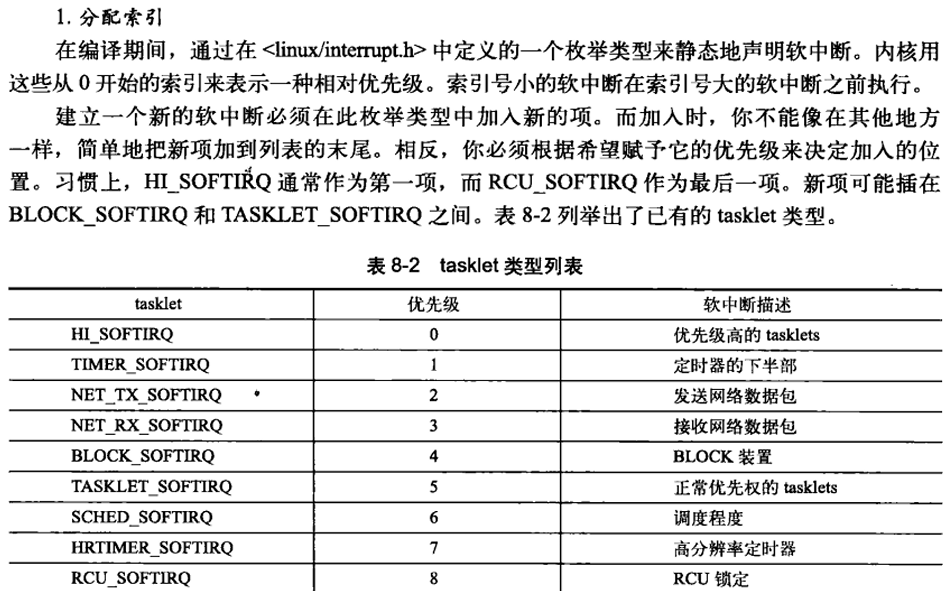 1. 分配索引
在编译期间，通过在 <linux/interrupt.h> 中定义的一个枚举类型来静态地声明软中断。内核用
这些从 0 开始的索引来表示一种相对优先级。索引号小的软中断在索引号大的软中断之前执行。
建立一个新的软中断必须在此枚举类型中加入新的项。而加入时，你不能像在其他地方
一样，简单地把新项加到列表的末尾。相反，你必须根据希望赋予它的优先级来决定加入的位
置。习惯上，HI_SOFTIRQ 通常作为第一项，而 RCU_SOFTIRQ 作为最后一项。新项可能插在
BLOCK_SOFTIRQ 和 TASKLET_SOFTIRQ 之间。表 8-2 列举出了已有的 tasklet 类型。
表 8-2 tasklet 类型列表
tasklet 优先级 软中断描述
HI_SOFTIRQ 0 优先级高的 tasklets
TIMER_SOFTIRQ 1 定时器的下半部
NET_TX_SOFTIRQ 2 发送网络数据包
NET_RX_SOFTIRQ 3 接收网络数据包
BLOCK_SOFTIRQ 4 BLOCK 装置
TASKLET_SOFTIRQ 5 正常优先权的 tasklets
SCHED_SOFTIRQ 6 调度程度
HRTIMER_SOFTIRQ 7 高分辨率定时器
RCU_SOFTIRQ 8 RCU 锁定